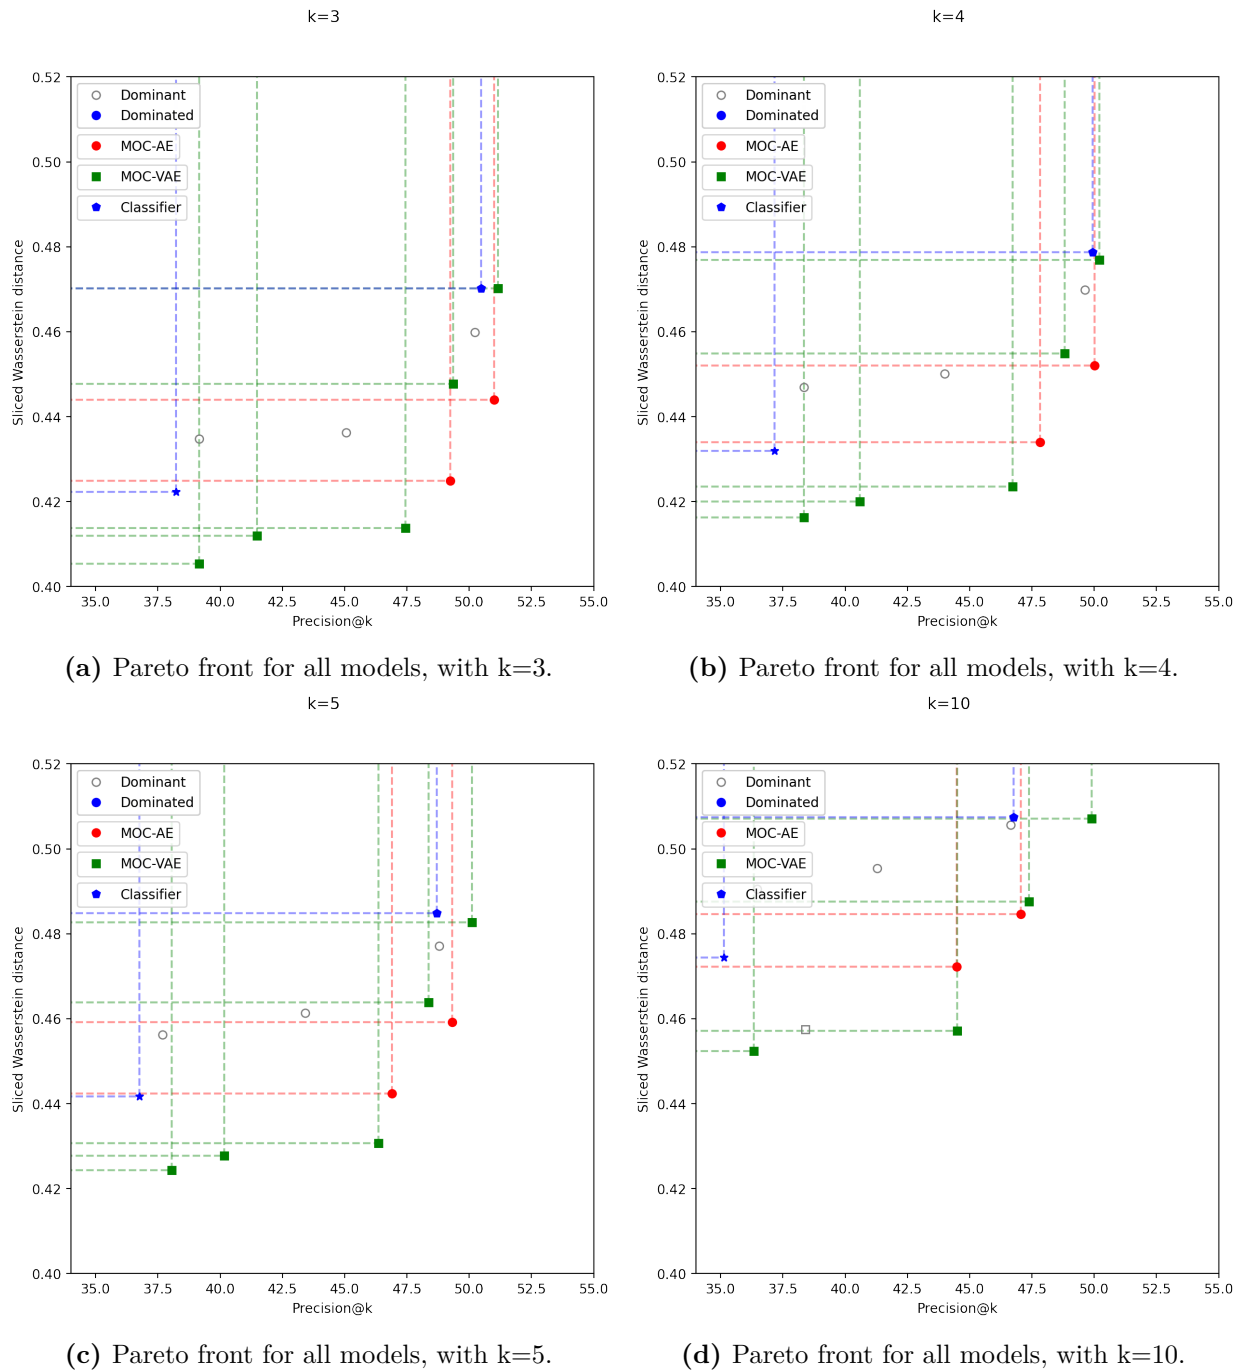 k=3
0.52
0.50
0.48
0.46
0.44
0.42
0.40
Sliced Wasserstein distance
Dominant
Dominated
MOC-AE
MOC-VAE
Classifier
35.0 37.5 40.0 42.5 45.0 47.5 50.0 52.5 55.0
Precision@k
(a) Pareto front for all models, with k=3.
k=4
0.52
0.50
0.48
0.46
0.44
0.42
0.40
Sliced Wasserstein distance
Dominant
Dominated
MOC-AE
MOC-VAE
Classifier
35.0 37.5 40.0 42.5 45.0 47.5 50.0 52.5 55.0
Precision@k
(b) Pareto front for all models, with k=4.
k=5
0.52
0.50
0.48
0.46
0.44
0.42
0.40
Sliced Wasserstein distance
Dominant
Dominated
MOC-AE
MOC-VAE
Classifier
35.0 37.5 40.0 42.5 45.0 47.5 50.0 52.5 55.0
Precision@k
(c) Pareto front for all models, with k=5.
k=10
0.52
0.50
0.48
0.46
0.44
0.42
0.40
Sliced Wasserstein distance
Dominant
Dominated
MOC-AE
MOC-VAE
Classifier
35.0 37.5 40.0 42.5 45.0 47.5 50.0 52.5 55.0
Precision@k
(d) Pareto front for all models, with k=10.